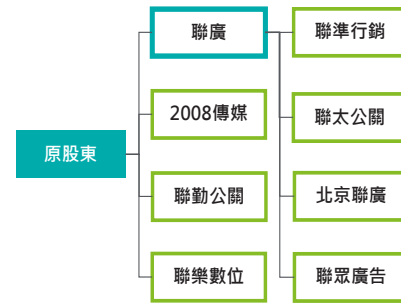 原股東
聯廣
2008傳媒
聯勤公關
聯樂數位
聯準行銷
聯太公關
北京聯廣
聯眾廣告